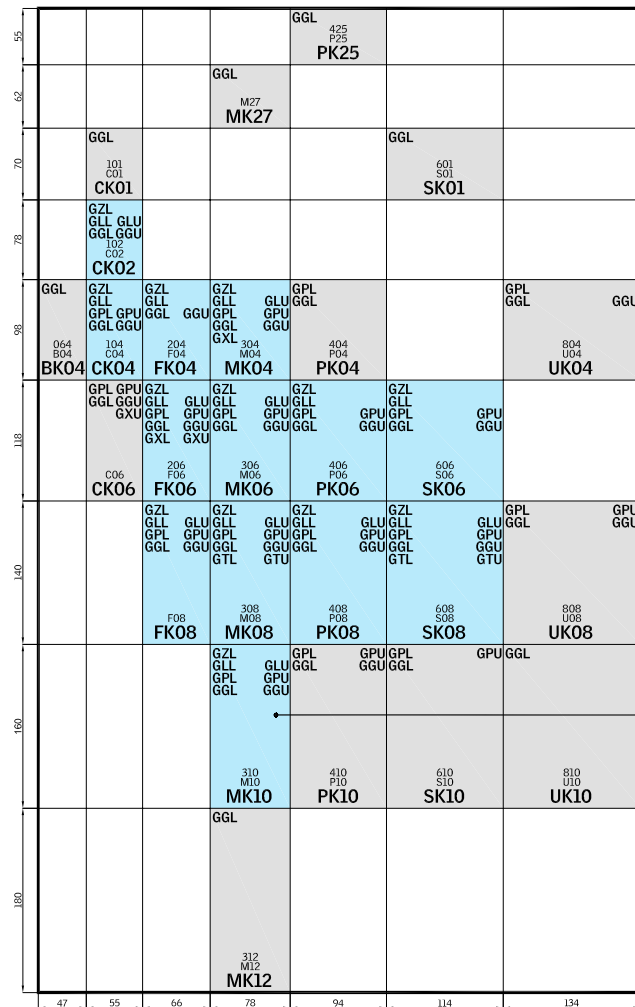 55
GGL
425
P25
PK25
62
GGL
M27
MK27
70
GGL
101
C01
CK01
GGL
601
S01
SK01
78
GZL
GLL GLU
GGL GGU
102
C02
CK02
98
GGL
064
B04
BK04
GZL
GLL
GPL GPU
GGL GGU
104
C04
CK04
GZL
GLL
GGL GGU
204
F04
FK04
GZL
GLL GLU
GPL GPU
GGL GGU
GXL
304
M04
MK04
GPL
GGL
404
P04
PK04
GPL
GGL GGU
804
U04
UK04
118
GPL GPU
GGL GGU
GXU
C06
CK06
GZL
GLL GLU
GPL GPU
GGL GGU
GXL GXU
206
F06
FK06
GZL
GLL GLU
GPL GPU
GGL GGU
306
M06
MK06
GZL
GLL
GPL GPU
GGL GGU
406
P06
PK06
GZL
GLL
GPL GPU
GGL GGU
606
S06
SK06
140
GZL
GLL GLU
GPL GPU
GGL GGU
F08
FK08
GZL
GLL GLU
GPL GPU
GGL GGU
GTL GTU
308
M08
MK08
GZL
GLL GLU
GPL GPU
GGL GGU
408
P08
PK08
GZL
GLL GLU
GPL GPU
GGL GGU
GTL GTU
608
S08
SK08
GPL GPU
GGL GGU
808
U08
UK08
160
GZL
GLL GLU
GPL GPU
GGL GGU
310
M10
MK10
GPL GPU
GGL GGU
410
P10
PK10
GPL GPU
GGL
610
S10
SK10
GGL
810
U10
UK10
180
GGL
312
M12
MK12
47 55 66 78 94 114 134